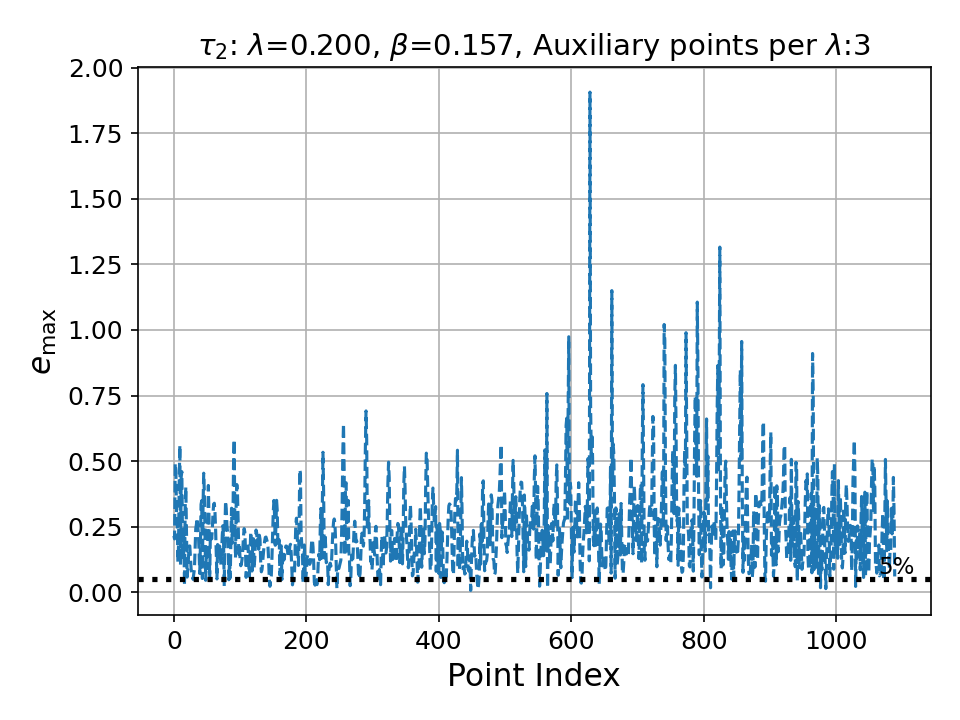 τ₂: λ=0.200, β=0.157, Auxiliary points per λ:3
2.00
1.75
1.50
1.25
1.00
0.75
0.50
0.25
0.00
e_max
5%
0 200 400 600 800 1000
Point Index